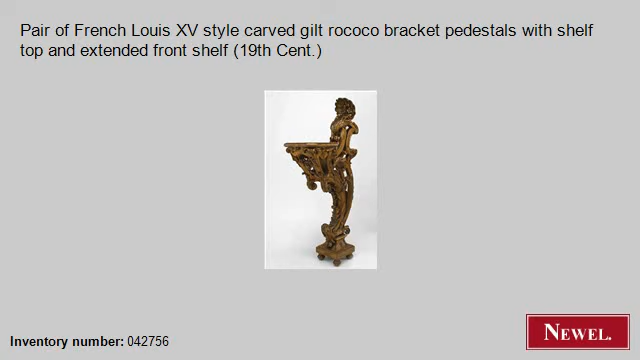 Pair of French Louis XV style carved gilt rococo bracket pedestals with shelf
top and extended front shelf (19th Cent.)
Inventory number: 042756
NEWEL.